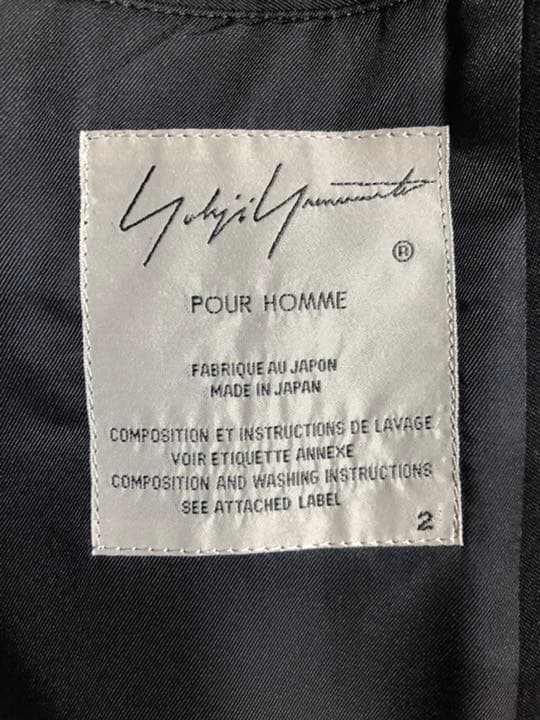 Yohji Yamamoto
®
POUR HOMME
FABRIQUE AU JAPON
MADE IN JAPAN
COMPOSITION ET INSTRUCTIONS DE LAVAGE
VOIR ETIQUETTE ANNEXE
COMPOSITION AND WASHING INSTRUCTIONS
SEE ATTACHED LABEL
2